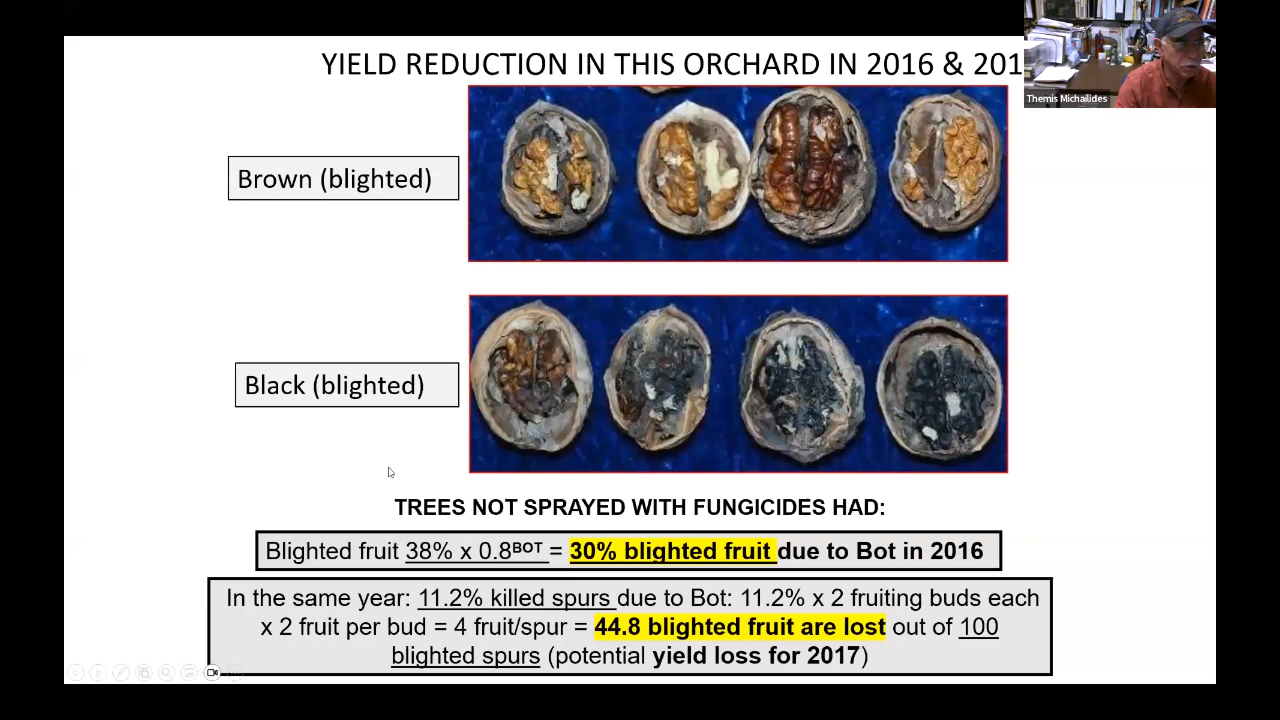 YIELD REDUCTION IN THIS ORCHARD IN 2016 & 201
Themis Michailides
Brown (blighted)
Black (blighted)
TREES NOT SPRAYED WITH FUNGICIDES HAD:
Blighted fruit 38% x 0.8ᴮᴼᵀ = 30% blighted fruit due to Bot in 2016
In the same year: 11.2% killed spurs due to Bot: 11.2% x 2 fruiting buds each
x 2 fruit per bud = 4 fruit/spur = 44.8 blighted fruit are lost out of 100
blighted spurs (potential yield loss for 2017)